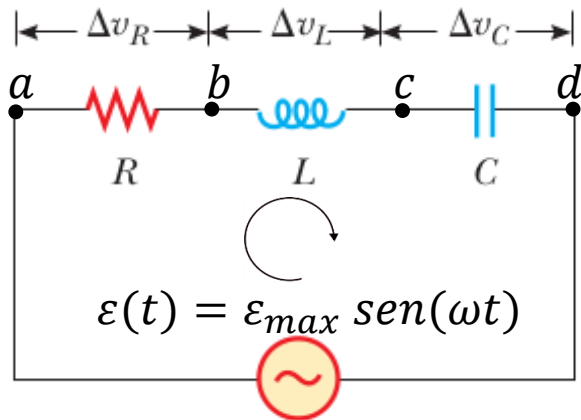 Δv_R Δv_L Δv_C
a b c d
R L C
ε(t) = ε_max sen(ωt)